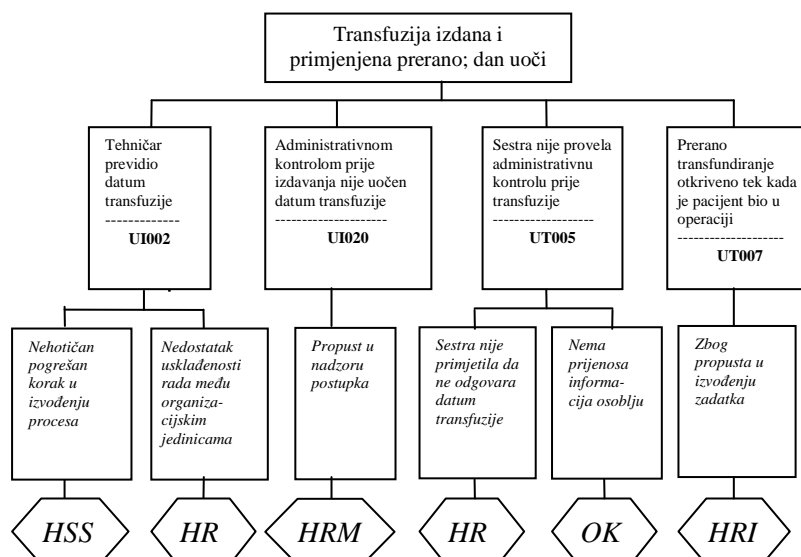 Transfuzija izdana i
primjenjena prerano; dan uoči
Tehničar
previdio
datum
transfuzije
-------------
UI002
Administrativnom
kontrolom prije
izdavanja nije uočen
datum transfuzije
---------------------
UI020
Sestra nije provela
administrativnu
kontrolu prije
transfuzije
-------------------
UT005
Prerano
transfundiranje
otkriveno tek kada
je pacijent bio u
operaciji
--------------------
UT007
Nehotičan
pogrešan
korak u
izvođenju
procesa
Nedostatak
usklađenosti
rada među
organiza-
cijskim
jedinicama
Propust u
nadzoru
postupka
Sestra nije
primjetila da
ne odgovara
datum
transfuzije
Nema
prijenosa
informa-
cija osoblju
Zbog
propusta u
izvođenju
zadatka
HSS
HR
HRM
HR
OK
HRI